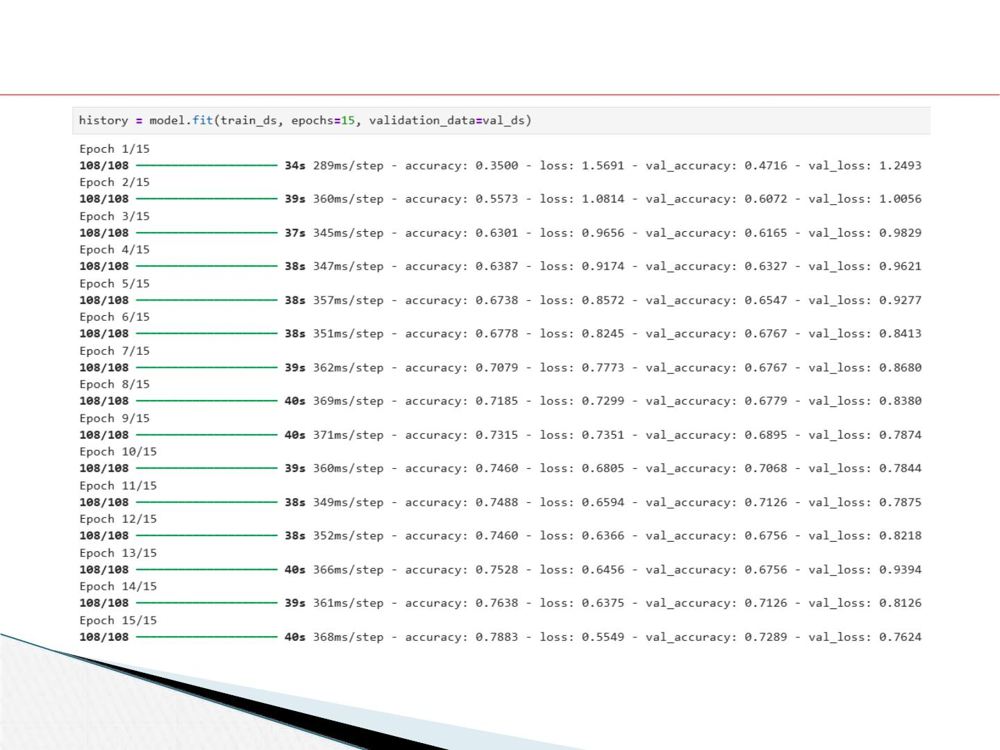 history = model.fit(train_ds, epochs=15, validation_data=val_ds)
Epoch 1/15
108/108 ━━━━━━━━━━━━━━━━━━━━ 34s 289ms/step - accuracy: 0.3500 - loss: 1.5691 - val_accuracy: 0.4716 - val_loss: 1.2493
Epoch 2/15
108/108 ━━━━━━━━━━━━━━━━━━━━ 39s 360ms/step - accuracy: 0.5573 - loss: 1.0814 - val_accuracy: 0.6072 - val_loss: 1.0056
Epoch 3/15
108/108 ━━━━━━━━━━━━━━━━━━━━ 37s 345ms/step - accuracy: 0.6301 - loss: 0.9656 - val_accuracy: 0.6165 - val_loss: 0.9829
Epoch 4/15
108/108 ━━━━━━━━━━━━━━━━━━━━ 38s 347ms/step - accuracy: 0.6387 - loss: 0.9174 - val_accuracy: 0.6327 - val_loss: 0.9621
Epoch 5/15
108/108 ━━━━━━━━━━━━━━━━━━━━ 38s 357ms/step - accuracy: 0.6738 - loss: 0.8572 - val_accuracy: 0.6547 - val_loss: 0.9277
Epoch 6/15
108/108 ━━━━━━━━━━━━━━━━━━━━ 38s 351ms/step - accuracy: 0.6778 - loss: 0.8245 - val_accuracy: 0.6767 - val_loss: 0.8413
Epoch 7/15
108/108 ━━━━━━━━━━━━━━━━━━━━ 39s 362ms/step - accuracy: 0.7079 - loss: 0.7773 - val_accuracy: 0.6767 - val_loss: 0.8680
Epoch 8/15
108/108 ━━━━━━━━━━━━━━━━━━━━ 40s 369ms/step - accuracy: 0.7185 - loss: 0.7299 - val_accuracy: 0.6779 - val_loss: 0.8380
Epoch 9/15
108/108 ━━━━━━━━━━━━━━━━━━━━ 40s 371ms/step - accuracy: 0.7315 - loss: 0.7351 - val_accuracy: 0.6895 - val_loss: 0.7874
Epoch 10/15
108/108 ━━━━━━━━━━━━━━━━━━━━ 39s 360ms/step - accuracy: 0.7460 - loss: 0.6805 - val_accuracy: 0.7068 - val_loss: 0.7844
Epoch 11/15
108/108 ━━━━━━━━━━━━━━━━━━━━ 38s 349ms/step - accuracy: 0.7488 - loss: 0.6594 - val_accuracy: 0.7126 - val_loss: 0.7875
Epoch 12/15
108/108 ━━━━━━━━━━━━━━━━━━━━ 38s 352ms/step - accuracy: 0.7460 - loss: 0.6366 - val_accuracy: 0.6756 - val_loss: 0.8218
Epoch 13/15
108/108 ━━━━━━━━━━━━━━━━━━━━ 40s 366ms/step - accuracy: 0.7528 - loss: 0.6456 - val_accuracy: 0.6756 - val_loss: 0.9394
Epoch 14/15
108/108 ━━━━━━━━━━━━━━━━━━━━ 39s 361ms/step - accuracy: 0.7638 - loss: 0.6375 - val_accuracy: 0.7126 - val_loss: 0.8126
Epoch 15/15
108/108 ━━━━━━━━━━━━━━━━━━━━ 40s 368ms/step - accuracy: 0.7883 - loss: 0.5549 - val_accuracy: 0.7289 - val_loss: 0.7624